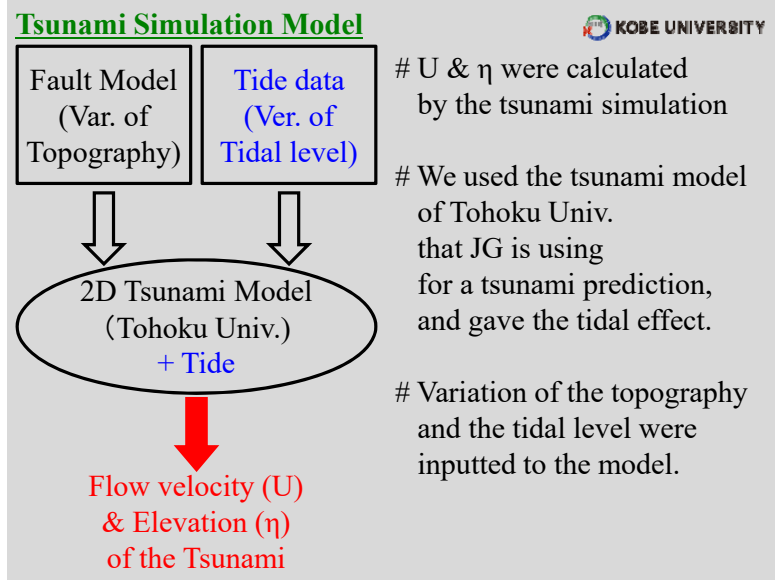 Tsunami Simulation Model
KOBE UNIVERSITY
Fault Model
(Var. of
Topography)
Tide data
(Ver. of
Tidal level)
2D Tsunami Model
（Tohoku Univ.)
+ Tide
Flow velocity (U)
& Elevation (η)
of the Tsunami
# U & η were calculated
by the tsunami simulation
# We used the tsunami model
of Tohoku Univ.
that JG is using
for a tsunami prediction,
and gave the tidal effect.
# Variation of the topography
and the tidal level were
inputted to the model.